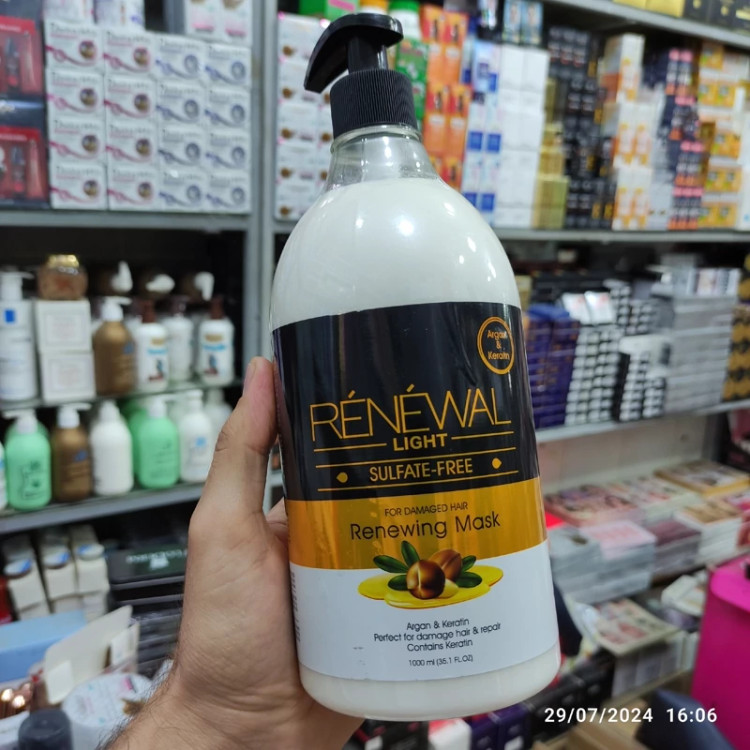 Argan
&
Keratin
RÉNÉWAL
LIGHT
SULFATE-FREE
FOR DAMAGED HAIR
Renewing Mask
Argan & Keratin
Perfect for damage hair & repair
Contains Keratin
1000 ml (35.1 FL.OZ)
29/07/2024 16:06